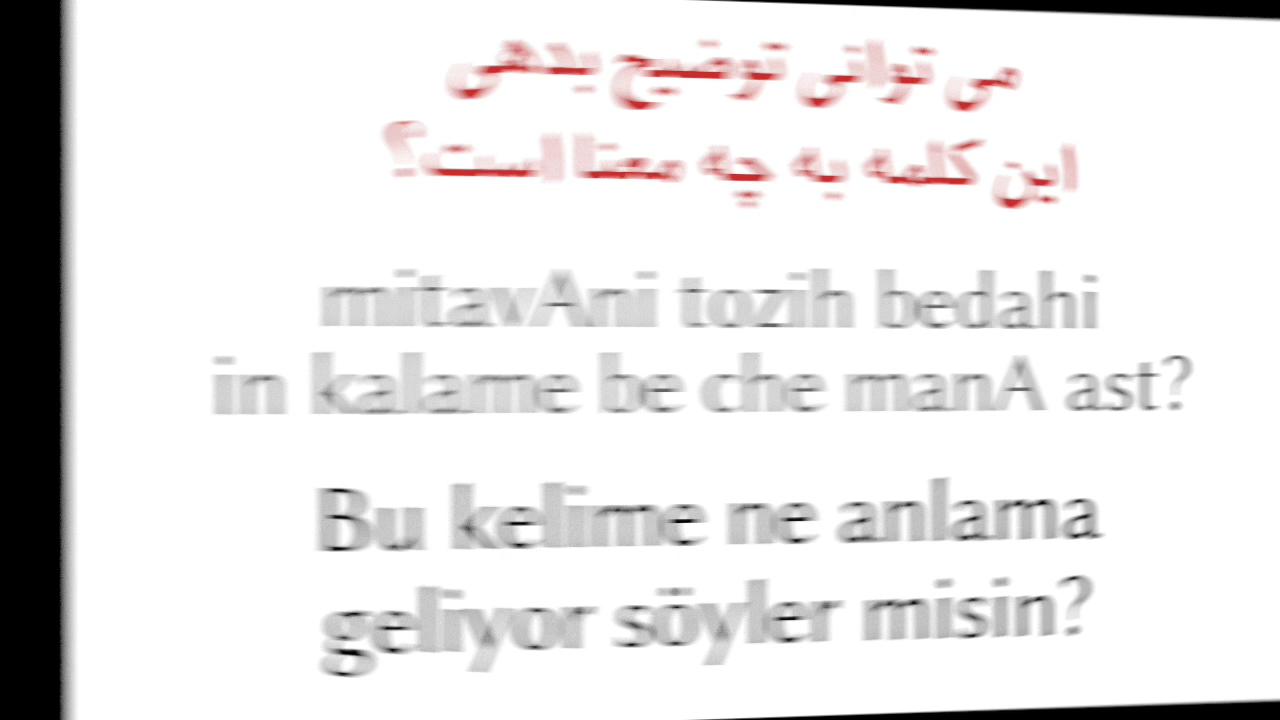 می توانی توضیح بدهی
این کلمه به چه معنا است؟
mitavAni tozih bedahi
in kalame be che manA ast?
Bu kelime ne anlama
geliyor söyler misin?